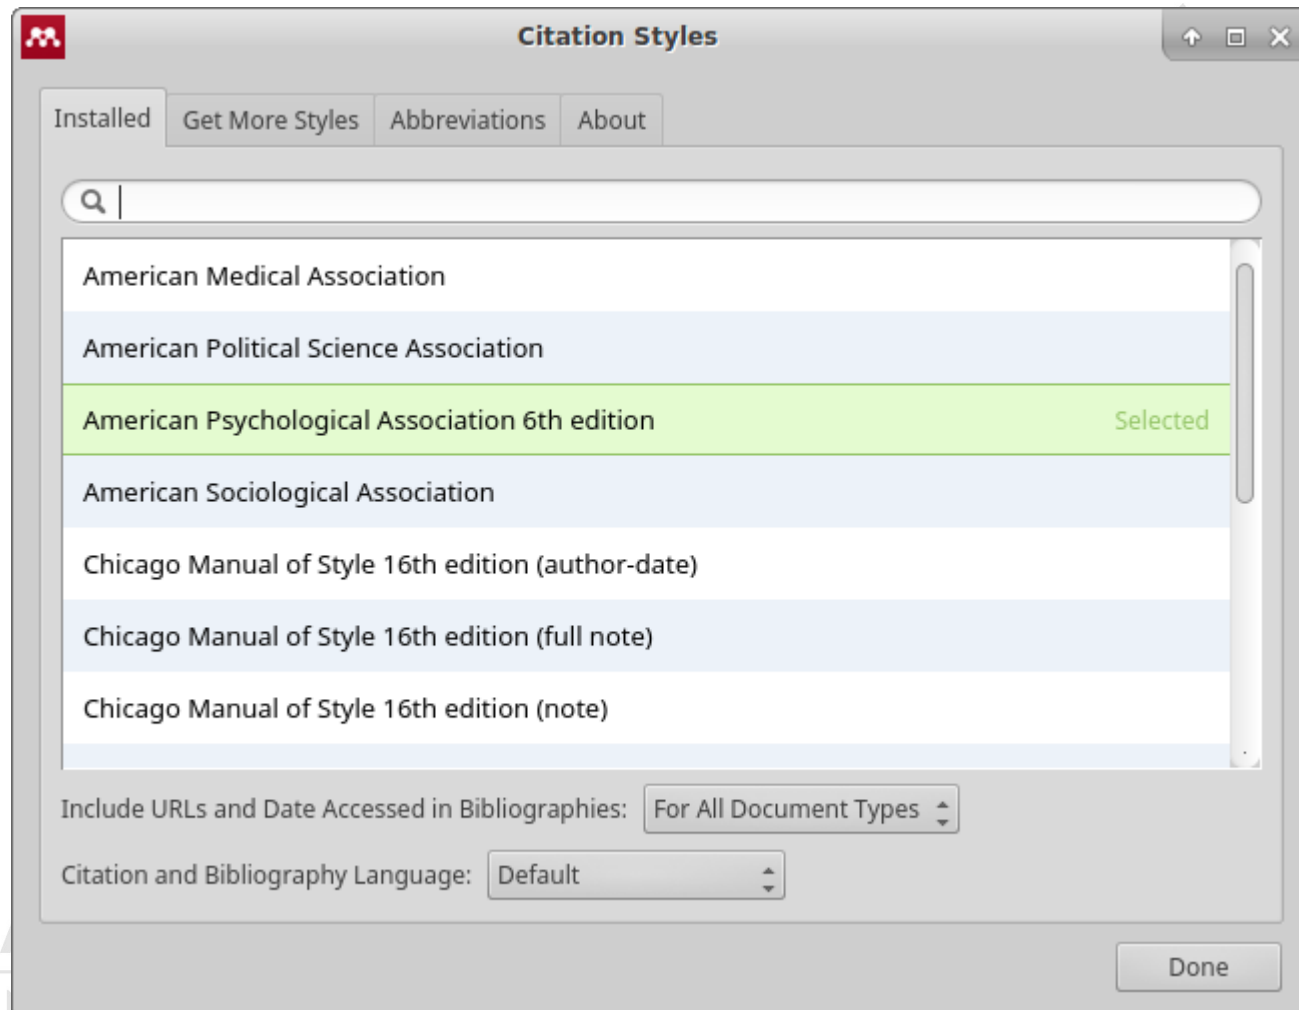 Citation Styles
Installed Get More Styles Abbreviations About
American Medical Association
American Political Science Association
American Psychological Association 6th edition Selected
American Sociological Association
Chicago Manual of Style 16th edition (author-date)
Chicago Manual of Style 16th edition (full note)
Chicago Manual of Style 16th edition (note)
Include URLs and Date Accessed in Bibliographies: For All Document Types
Citation and Bibliography Language: Default
Done